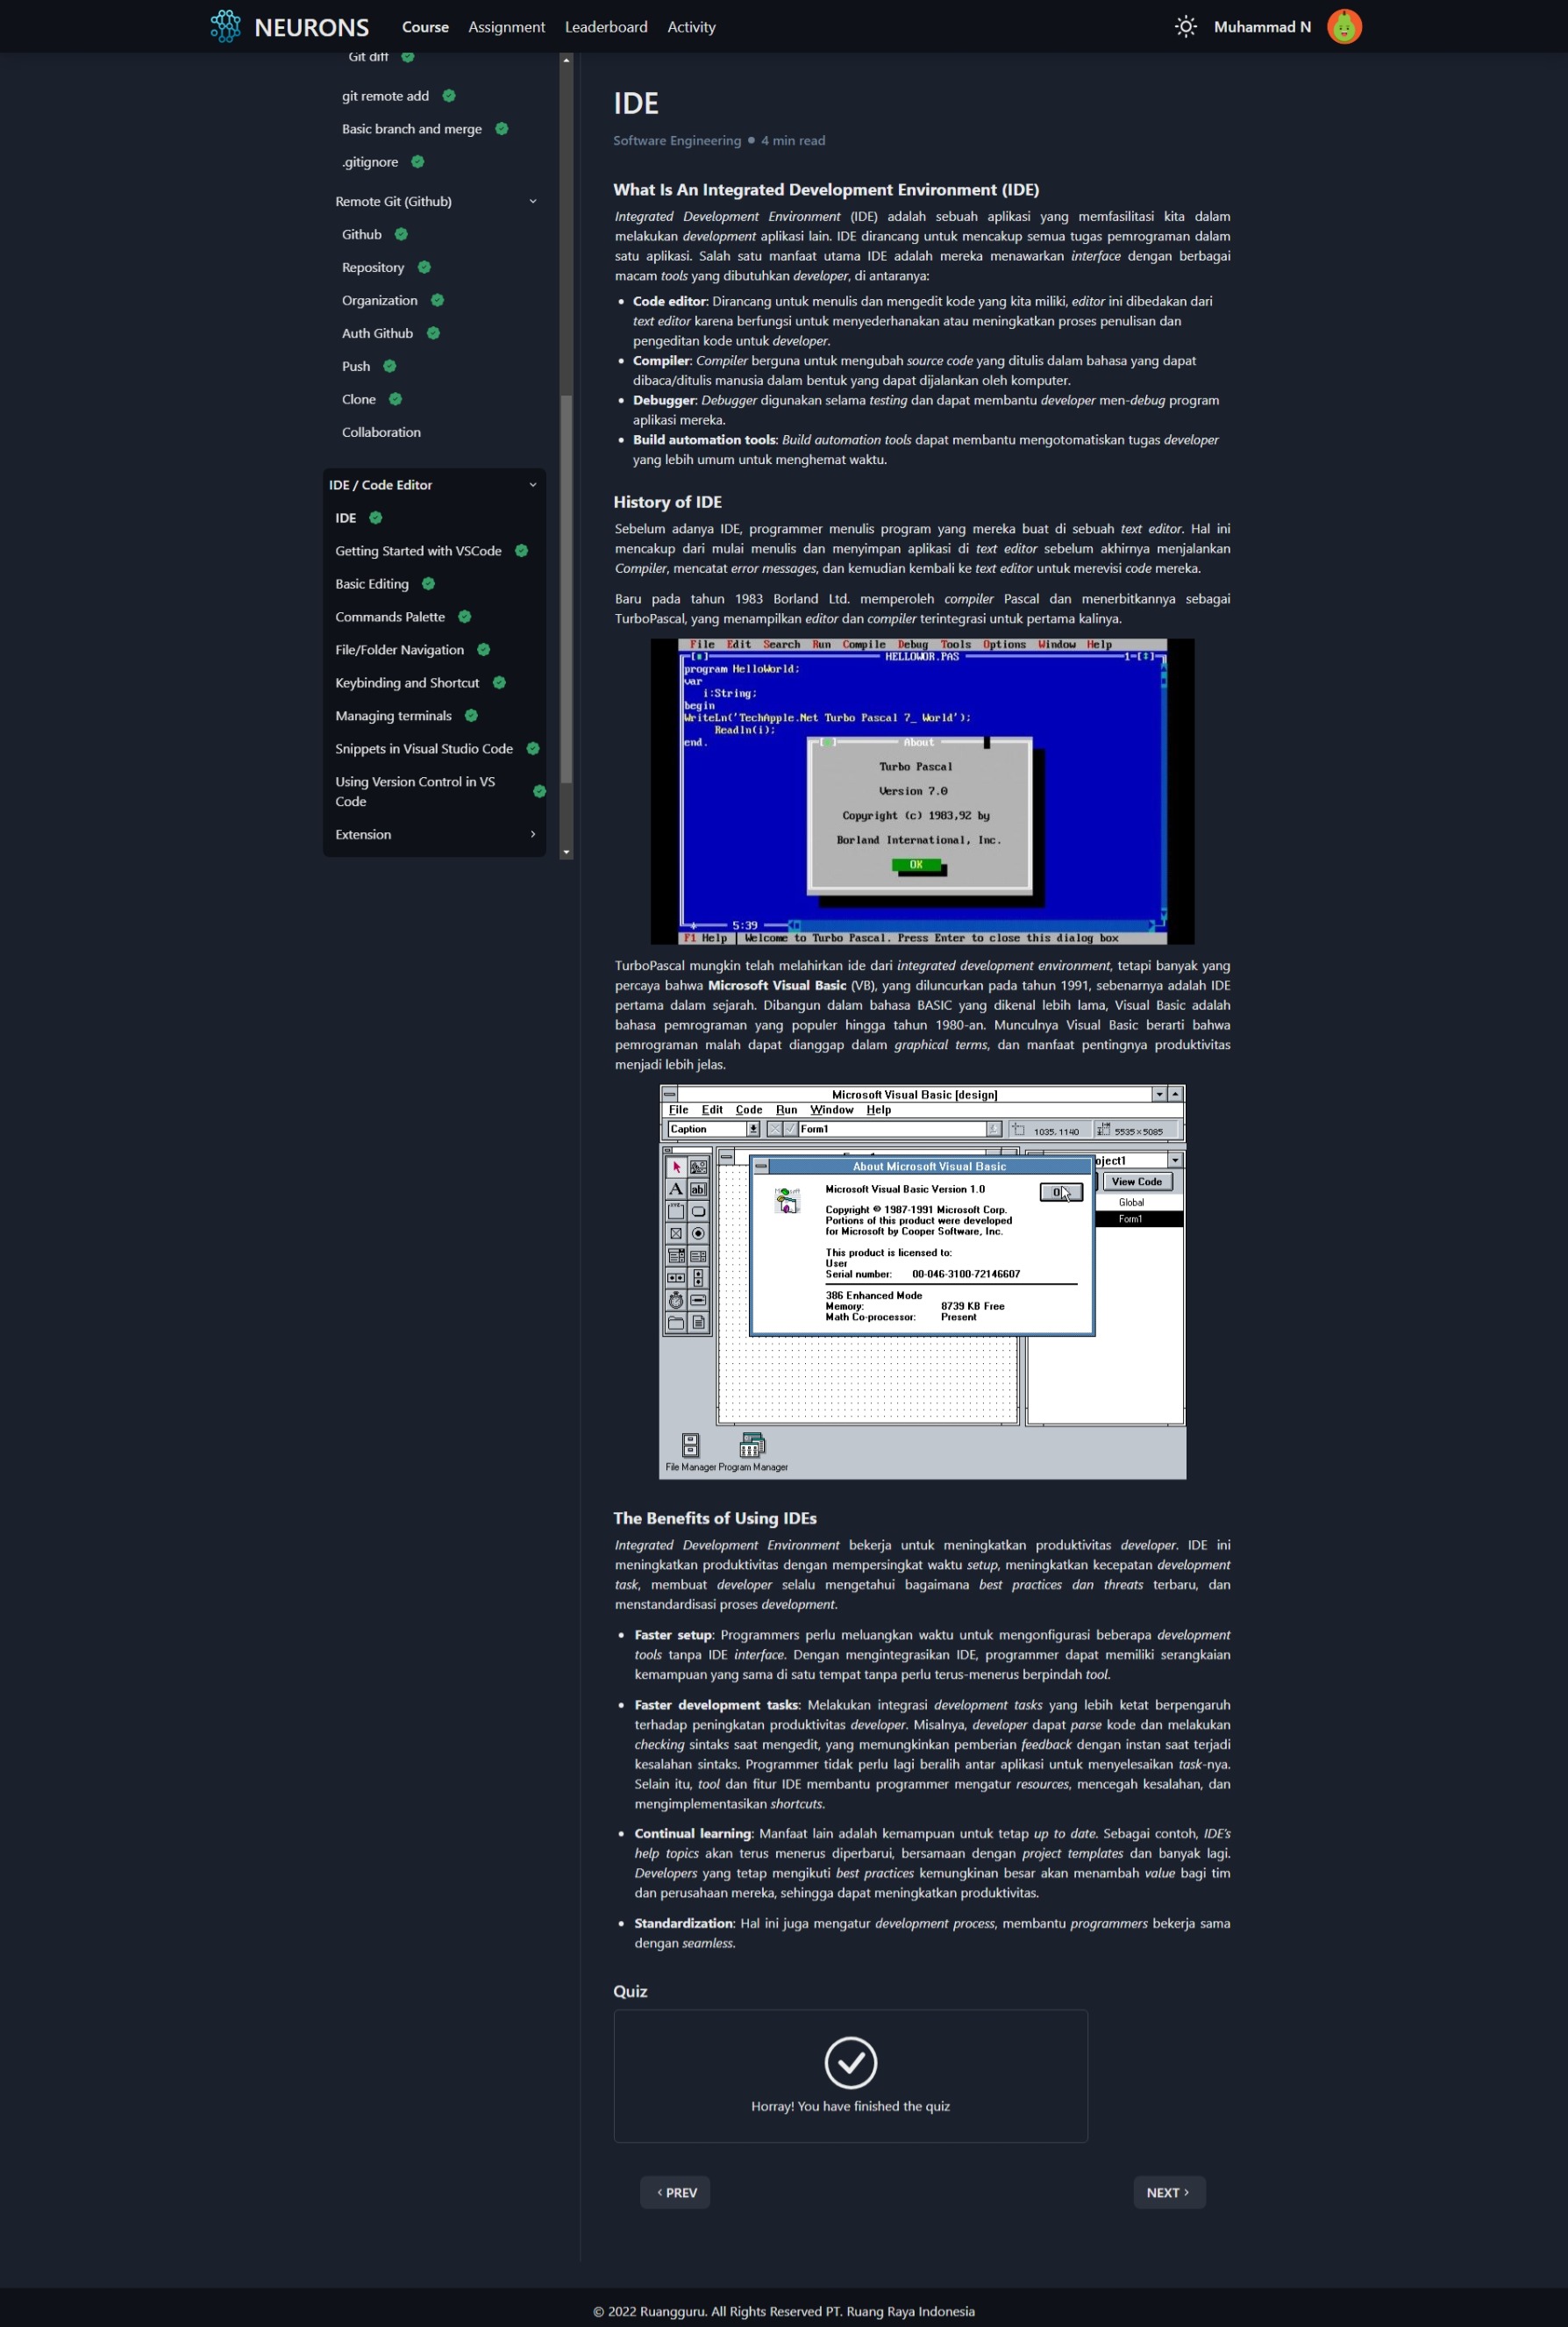 NEURONS
Course Assignment Leaderboard Activity
Muhammad N
Git diff
git remote add
Basic branch and merge
.gitignore
Remote Git (Github)
Github
Repository
Organization
Auth Github
Push
Clone
Collaboration
IDE / Code Editor
IDE
Getting Started with VSCode
Basic Editing
Commands Palette
File/Folder Navigation
Keybinding and Shortcut
Managing terminals
Snippets in Visual Studio Code
Using Version Control in VS
Code
Extension
IDE
Software Engineering ● 4 min read
What Is An Integrated Development Environment (IDE)
Integrated Development Environment (IDE) adalah sebuah aplikasi yang memfasilitasi kita dalam
melakukan development aplikasi lain. IDE dirancang untuk mencakup semua tugas pemrograman dalam
satu aplikasi. Salah satu manfaat utama IDE adalah mereka menawarkan interface dengan berbagai
macam tools yang dibutuhkan developer, di antaranya:
• Code editor: Dirancang untuk menulis dan mengedit kode yang kita miliki, editor ini dibedakan dari
text editor karena berfungsi untuk menyederhanakan atau meningkatkan proses penulisan dan
pengeditan kode untuk developer.
• Compiler: Compiler berguna untuk mengubah source code yang ditulis dalam bahasa yang dapat
dibaca/ditulis manusia dalam bentuk yang dapat dijalankan oleh komputer.
• Debugger: Debugger digunakan selama testing dan dapat membantu developer men-debug program
aplikasi mereka.
• Build automation tools: Build automation tools dapat membantu mengotomatiskan tugas developer
yang lebih umum untuk menghemat waktu.
History of IDE
Sebelum adanya IDE, programmer menulis program yang mereka buat di sebuah text editor. Hal ini
mencakup dari mulai menulis dan menyimpan aplikasi di text editor sebelum akhirnya menjalankan
Compiler, mencatat error messages, dan kemudian kembali ke text editor untuk merevisi code mereka.
Baru pada tahun 1983 Borland Ltd. memperoleh compiler Pascal dan menerbitkannya sebagai
TurboPascal, yang menampilkan editor dan compiler terintegrasi untuk pertama kalinya.
File Edit Search Run Compile Debug Tools Options Window Help
HELLOWOR.PAS 1=[↕]
program HelloWorld;
var
i:String;
begin
WriteLn('TechApple.Net Turbo Pascal 7_ World');
Readln(i);
end.
About
Turbo Pascal
Version 7.0
Copyright (c) 1983,92 by
Borland International, Inc.
OK
5:39
F1 Help | Welcome to Turbo Pascal. Press Enter to close this dialog box
TurboPascal mungkin telah melahirkan ide dari integrated development environment, tetapi banyak yang
percaya bahwa Microsoft Visual Basic (VB), yang diluncurkan pada tahun 1991, sebenarnya adalah IDE
pertama dalam sejarah. Dibangun dalam bahasa BASIC yang dikenal lebih lama, Visual Basic adalah
bahasa pemrograman yang populer hingga tahun 1980-an. Munculnya Visual Basic berarti bahwa
pemrograman malah dapat dianggap dalam graphical terms, dan manfaat pentingnya produktivitas
menjadi lebih jelas.
Microsoft Visual Basic [design]
File Edit Code Run Window Help
Caption Form1 1035,1140 5535×5085
oject1
View Code
Global
Form1
About Microsoft Visual Basic
Microsoft Visual Basic Version 1.0
Copyright © 1987-1991 Microsoft Corp.
Portions of this product were developed
for Microsoft by Cooper Software, Inc.
This product is licensed to:
User
Serial number: 00-046-3100-72146607
386 Enhanced Mode
Memory: 8739 KB Free
Math Co-processor: Present
File Manager Program Manager
The Benefits of Using IDEs
Integrated Development Environment bekerja untuk meningkatkan produktivitas developer. IDE ini
meningkatkan produktivitas dengan mempersingkat waktu setup, meningkatkan kecepatan development
task, membuat developer selalu mengetahui bagaimana best practices dan threats terbaru, dan
menstandardisasi proses development.
• Faster setup: Programmers perlu meluangkan waktu untuk mengonfigurasi beberapa development
tools tanpa IDE interface. Dengan mengintegrasikan IDE, programmer dapat memiliki serangkaian
kemampuan yang sama di satu tempat tanpa perlu terus-menerus berpindah tool.
• Faster development tasks: Melakukan integrasi development tasks yang lebih ketat berpengaruh
terhadap peningkatan produktivitas developer. Misalnya, developer dapat parse kode dan melakukan
checking sintaks saat mengedit, yang memungkinkan pemberian feedback dengan instan saat terjadi
kesalahan sintaks. Programmer tidak perlu lagi beralih antar aplikasi untuk menyelesaikan task-nya.
Selain itu, tool dan fitur IDE membantu programmer mengatur resources, mencegah kesalahan, dan
mengimplementasikan shortcuts.
• Continual learning: Manfaat lain adalah kemampuan untuk tetap up to date. Sebagai contoh, IDE's
help topics akan terus menerus diperbarui, bersamaan dengan project templates dan banyak lagi.
Developers yang tetap mengikuti best practices kemungkinan besar akan menambah value bagi tim
dan perusahaan mereka, sehingga dapat meningkatkan produktivitas.
• Standardization: Hal ini juga mengatur development process, membantu programmers bekerja sama
dengan seamless.
Quiz
Horray! You have finished the quiz
‹ PREV
NEXT ›
© 2022 Ruangguru. All Rights Reserved PT. Ruang Raya Indonesia